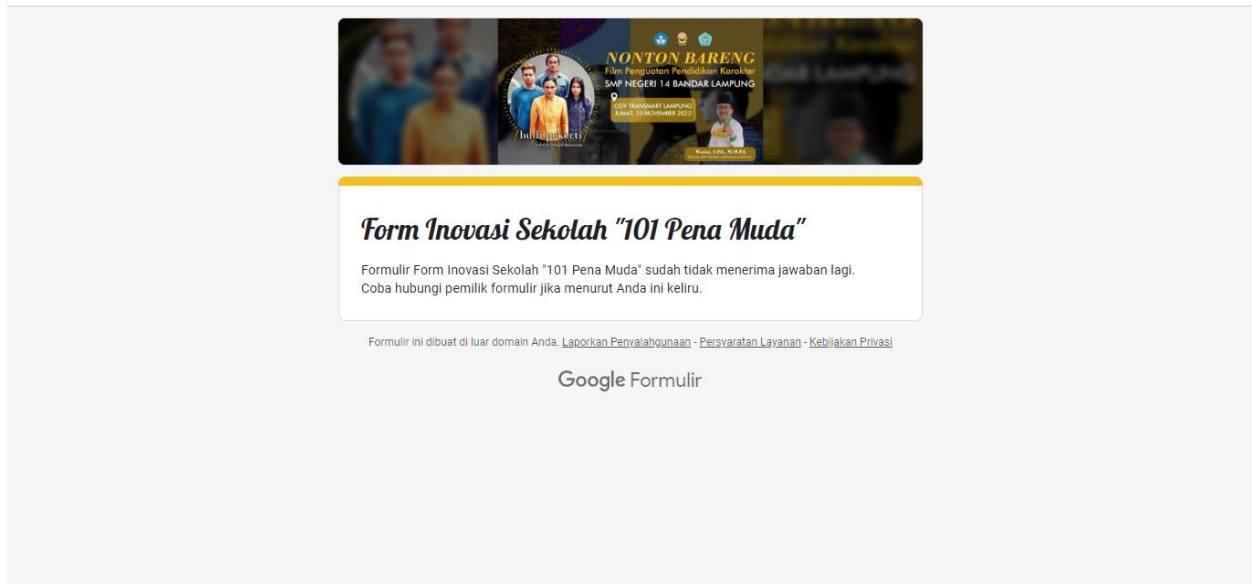 NONTON BARENG
Film Penguatan Pendidikan Karakter
SMP NEGERI 14 BANDAR LAMPUNG
CGV TRANSMART LAMPUNG
JUMAT, 10 NOVEMBER 2023
budi pekerti
Form Inovasi Sekolah "101 Pena Muda"
Formulir Form Inovasi Sekolah "101 Pena Muda" sudah tidak menerima jawaban lagi.
Coba hubungi pemilik formulir jika menurut Anda ini keliru.
Formulir ini dibuat di luar domain Anda. Laporkan Penyalahgunaan - Persyaratan Layanan - Kebijakan Privasi
Google Formulir